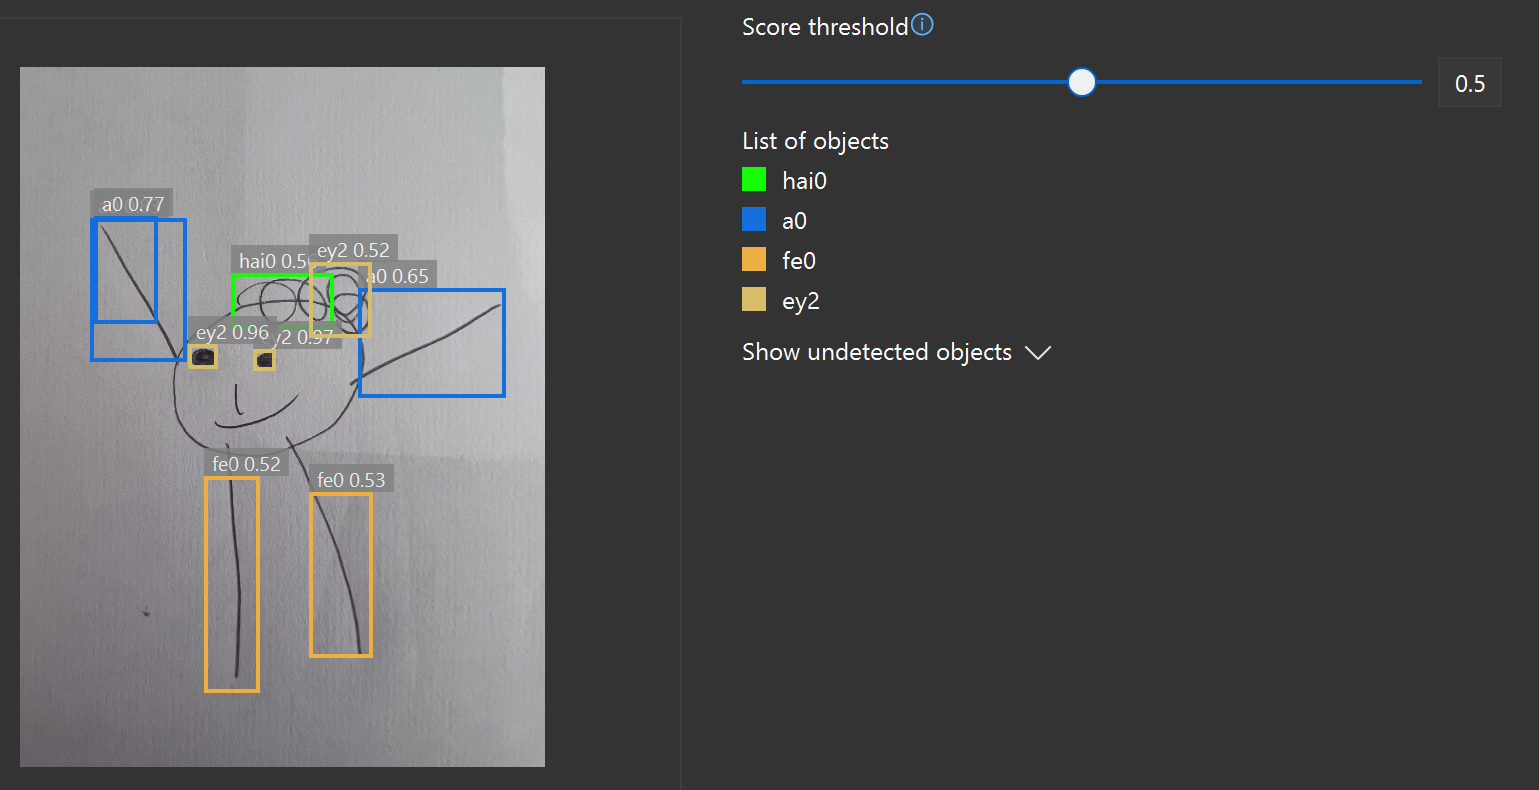 Score threshold
0.5
List of objects
hai0
a0
fe0
ey2
Show undetected objects
a0 0.77
hai0 0.5
ey2 0.52
a0 0.65
ey2 0.96
y2 0.97
fe0 0.52
fe0 0.53